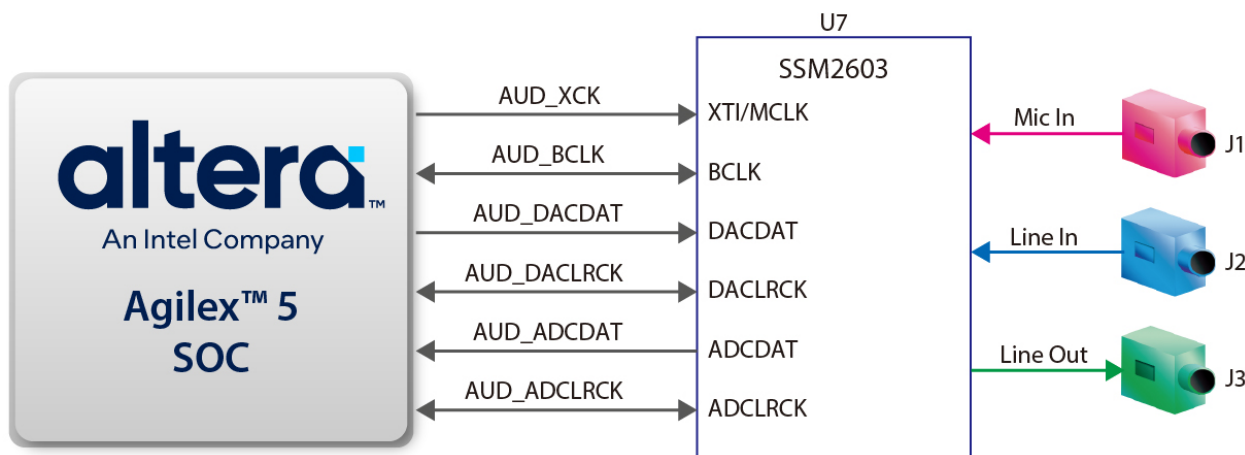 U7
SSM2603
altera™
An Intel Company
Agilex™ 5
SOC
AUD_XCK
AUD_BCLK
AUD_DACDAT
AUD_DACLRCK
AUD_ADCDAT
AUD_ADCLRCK
XTI/MCLK
BCLK
DACDAT
DACLRCK
ADCDAT
ADCLRCK
Mic In
J1
Line In
J2
Line Out
J3